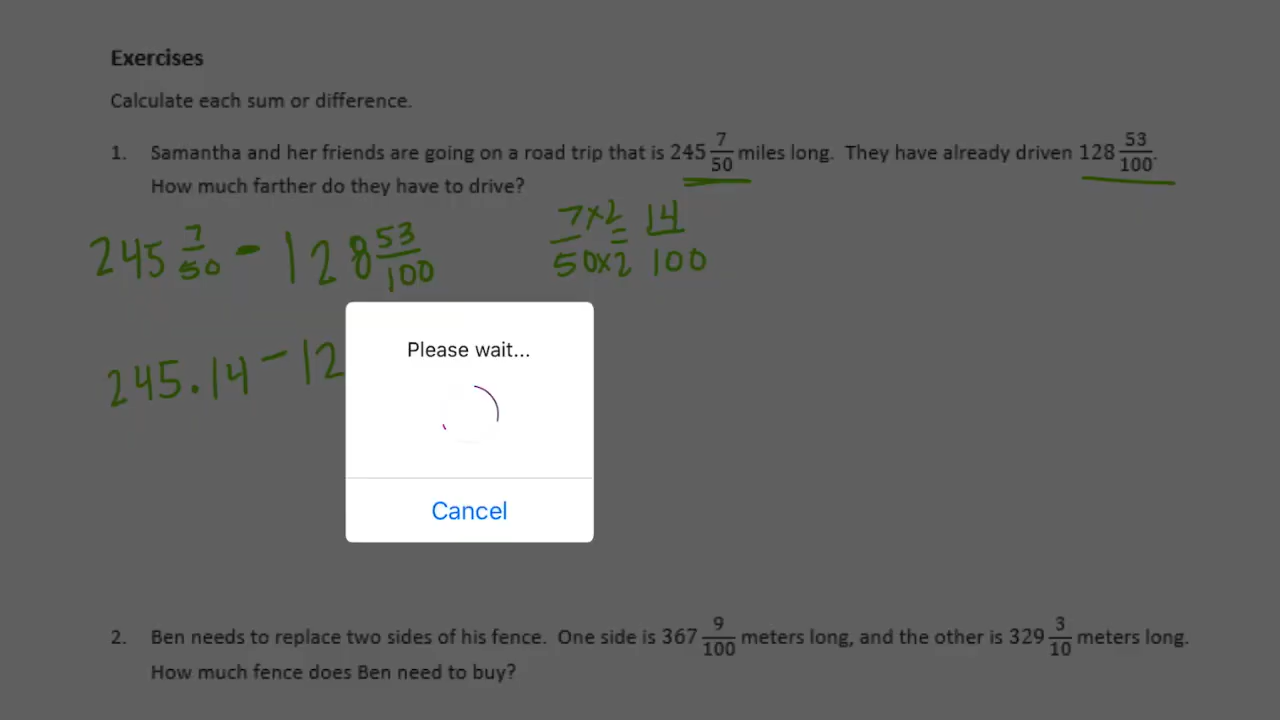 Exercises
Calculate each sum or difference.
1. Samantha and her friends are going on a road trip that is 245 7/50 miles long. They have already driven 128 53/100.
How much farther do they have to drive?
245 7/50 - 128 53/100
7×2/50×2 = 14/100
245.14 - 12
Please wait...
Cancel
2. Ben needs to replace two sides of his fence. One side is 367 9/100 meters long, and the other is 329 3/10 meters long.
How much fence does Ben need to buy?